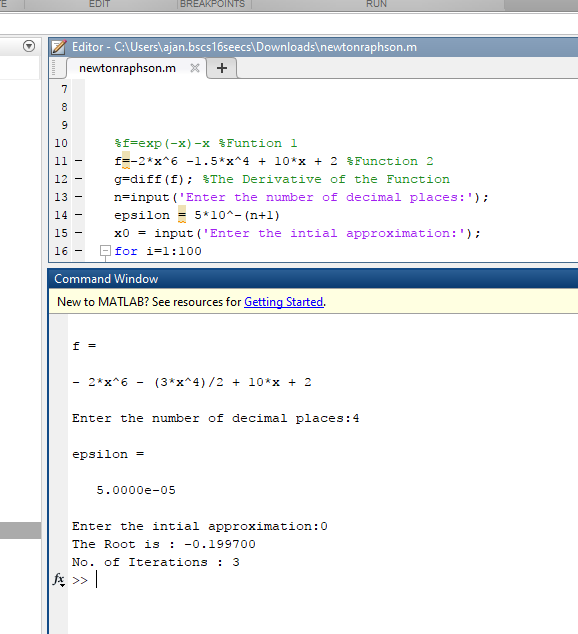 E
EDIT
BREAKPOINTS
RUN
Editor - C:\Users\ajan.bscs16seecs\Downloads\newtonraphson.m
newtonraphson.m
7
8
9
10 %f=exp(-x)-x %Funtion 1
11 - f=-2*x^6 -1.5*x^4 + 10*x + 2 %Function 2
12 - g=diff(f); %The Derivative of the Function
13 - n=input('Enter the number of decimal places:');
14 - epsilon = 5*10^-(n+1)
15 - x0 = input('Enter the intial approximation:');
16 - for i=1:100
Command Window
New to MATLAB? See resources for Getting Started.
f =
- 2*x^6 - (3*x^4)/2 + 10*x + 2
Enter the number of decimal places:4
epsilon =
5.0000e-05
Enter the intial approximation:0
The Root is : -0.199700
No. of Iterations : 3
fx >>